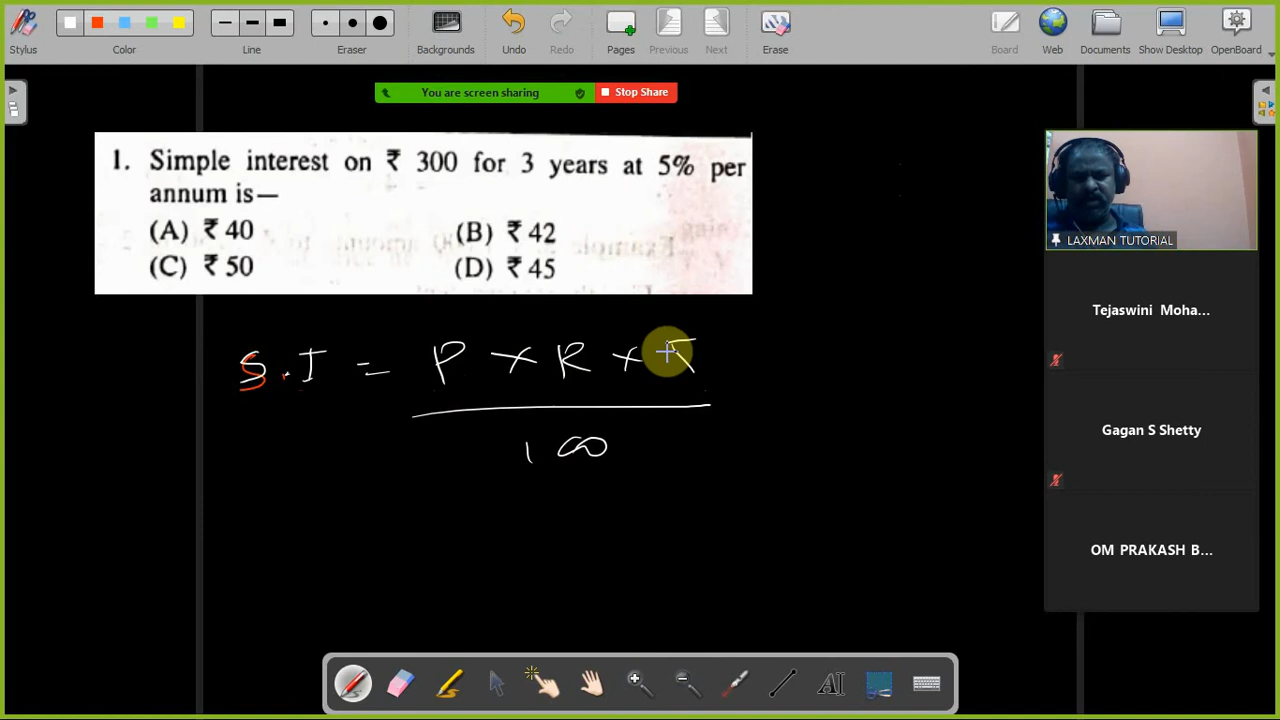 Stylus Color Line Eraser Backgrounds Undo Redo Pages Previous Next Erase Board Web Documents Show Desktop OpenBoard
You are screen sharing Stop Share
1. Simple interest on ₹ 300 for 3 years at 5% per
annum is—
(A) ₹ 40 (B) ₹ 42
(C) ₹ 50 (D) ₹ 45
S.I = P × R ×
100
LAXMAN TUTORIAL
Tejaswini Moha...
Gagan S Shetty
OM PRAKASH B...
AI